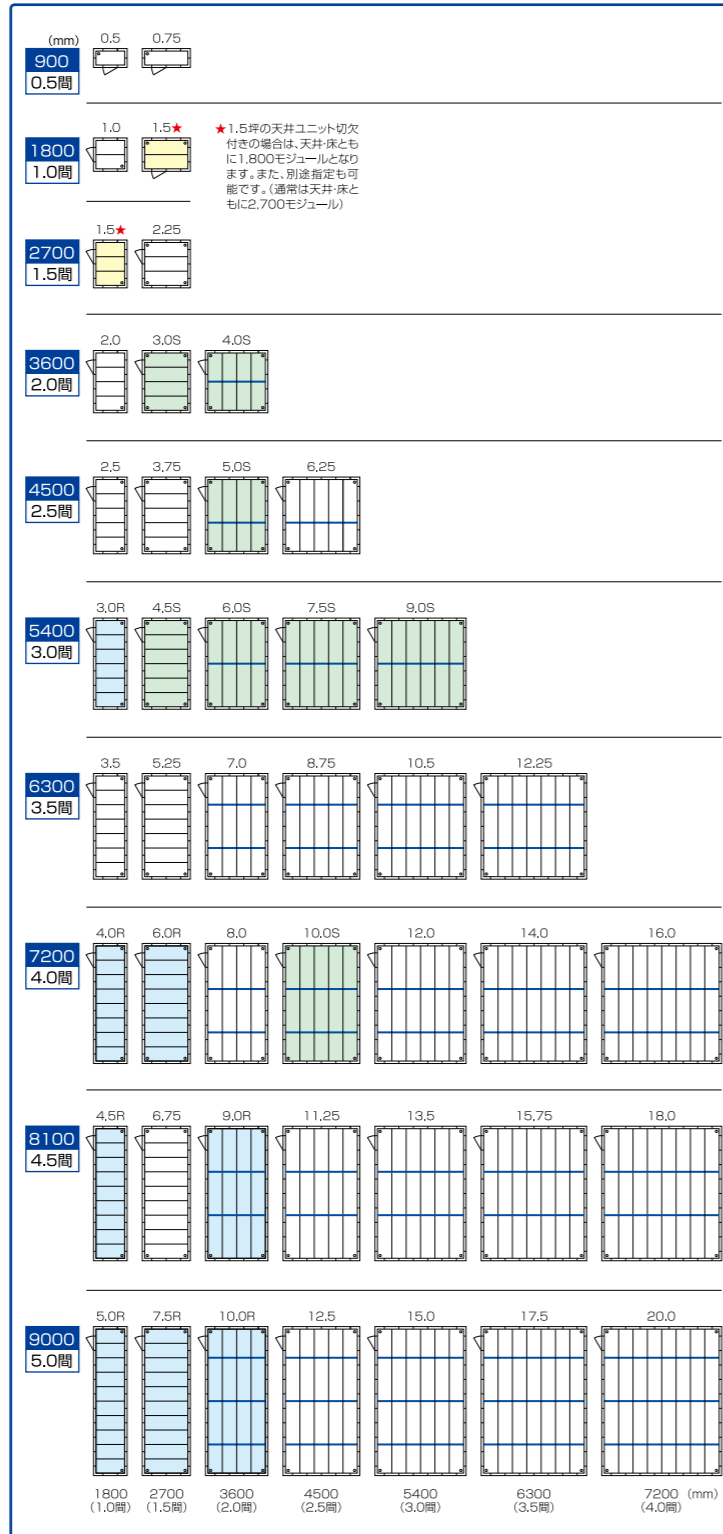 (mm)
0.5 0.75
900
0.5間
1.0 1.5★
1800
1.0間
★1.5坪の天井ユニット切欠
付きの場合は、天井・床とも
に1,800モジュールとなり
ます。また、別途指定も可
能です。(通常は天井・床と
もに2,700モジュール)
1.5★ 2.25
2700
1.5間
2.0 3.0S 4.0S
3600
2.0間
2.5 3.75 5.0S 6.25
4500
2.5間
3.0R 4.5S 6.0S 7.5S 9.0S
5400
3.0間
3.5 5.25 7.0 8.75 10.5 12.25
6300
3.5間
4.0R 6.0R 8.0 10.0S 12.0 14.0 16.0
7200
4.0間
4.5R 6.75 9.0R 11.25 13.5 15.75 18.0
8100
4.5間
5.0R 7.5R 10.0R 12.5 15.0 17.5 20.0
9000
5.0間
1800 2700 3600 4500 5400 6300 7200 (mm)
(1.0間) (1.5間) (2.0間) (2.5間) (3.0間) (3.5間) (4.0間)